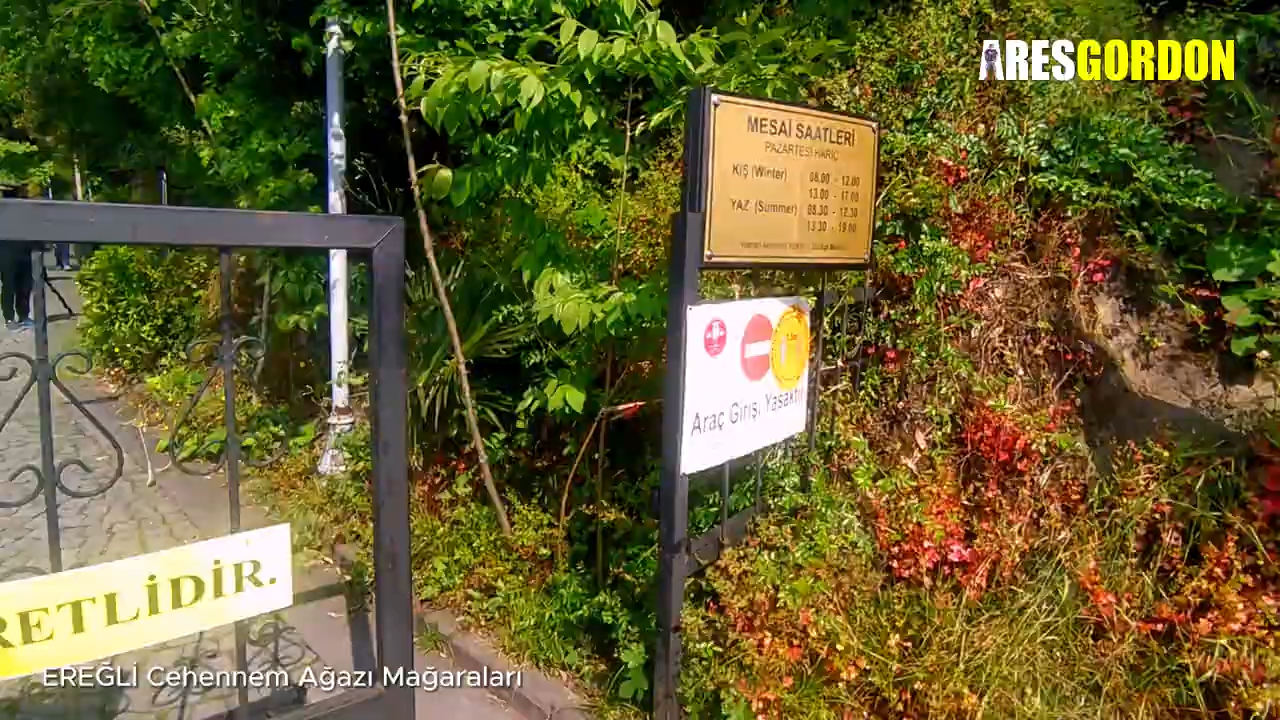 ARESGORDON
MESAİ SAATLERİ
PAZARTESİ HARİÇ
KIŞ (Winter) 08.00 - 12.00
13.00 - 17.00
YAZ (Summer) 08.30 - 12.30
13.30 - 19.00
Araç Girişi Yasaktır
RETLİDİR.
EREĞLİ Cehennem Ağazı Mağaraları